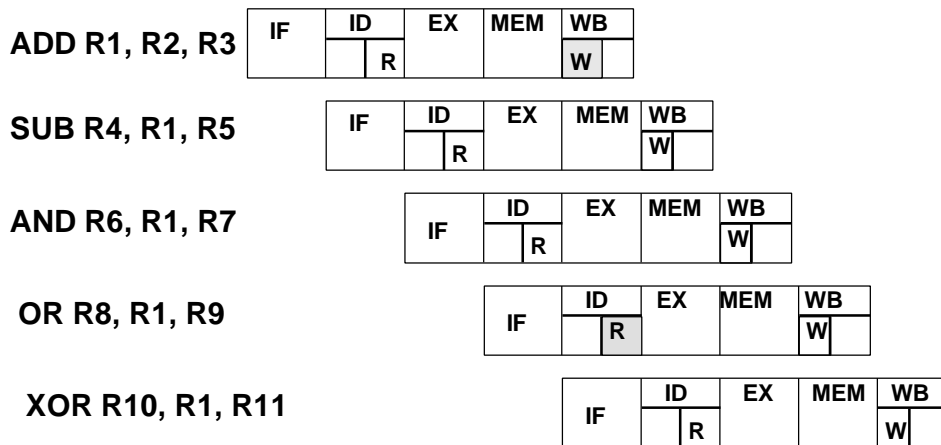 ADD R1, R2, R3 IF ID EX MEM WB
R W
SUB R4, R1, R5 IF ID EX MEM WB
R W
AND R6, R1, R7 IF ID EX MEM WB
R W
OR R8, R1, R9 IF ID EX MEM WB
R W
XOR R10, R1, R11 IF ID EX MEM WB
R W